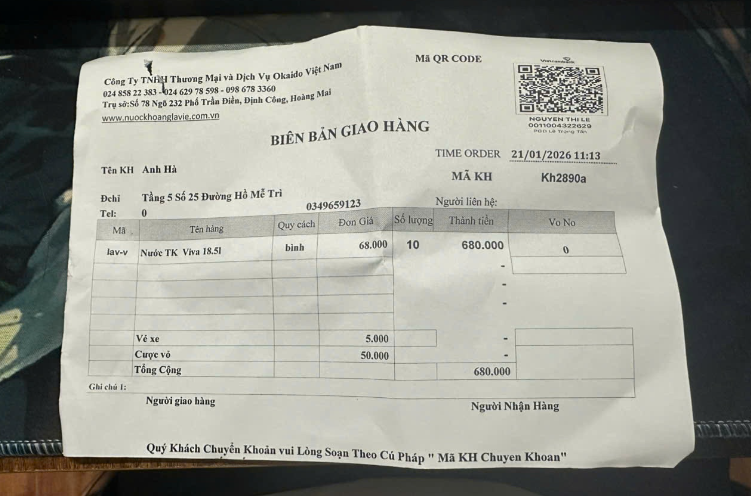 Công Ty TNHH Thương Mại và Dịch Vụ Okaido Việt Nam
024 858 22 383 - 024 629 78 598 - 098 678 3360
Trụ sở:Số 78 Ngõ 232 Phố Trần Điền, Định Công, Hoàng Mai
www.nuockhoanglavie.com.vn
Mã QR CODE
NGUYEN THI LE
0011004322629
BIÊN BẢN GIAO HÀNG
TIME ORDER 21/01/2026 11:13
Tên KH Anh Hà
MÃ KH Kh2890a
Đchỉ Tầng 5 Số 25 Đường Hồ Mễ Trì
Người liên hệ:
Tel: 0 0349659123
Mã Tên hàng Quy cách Đơn Giá Số lượng Thành tiền Vo No
lav-v Nước TK Viva 18.5l bình 68.000 10 680.000 0
-
-
-
Vé xe 5.000 -
Cược vỏ 50.000 -
Tổng Cộng 680.000
Ghi chú 1:
Người giao hàng Người Nhận Hàng
Quý Khách Chuyển Khoản vui Lòng Soạn Theo Cú Pháp " Mã KH Chuyen Khoan"